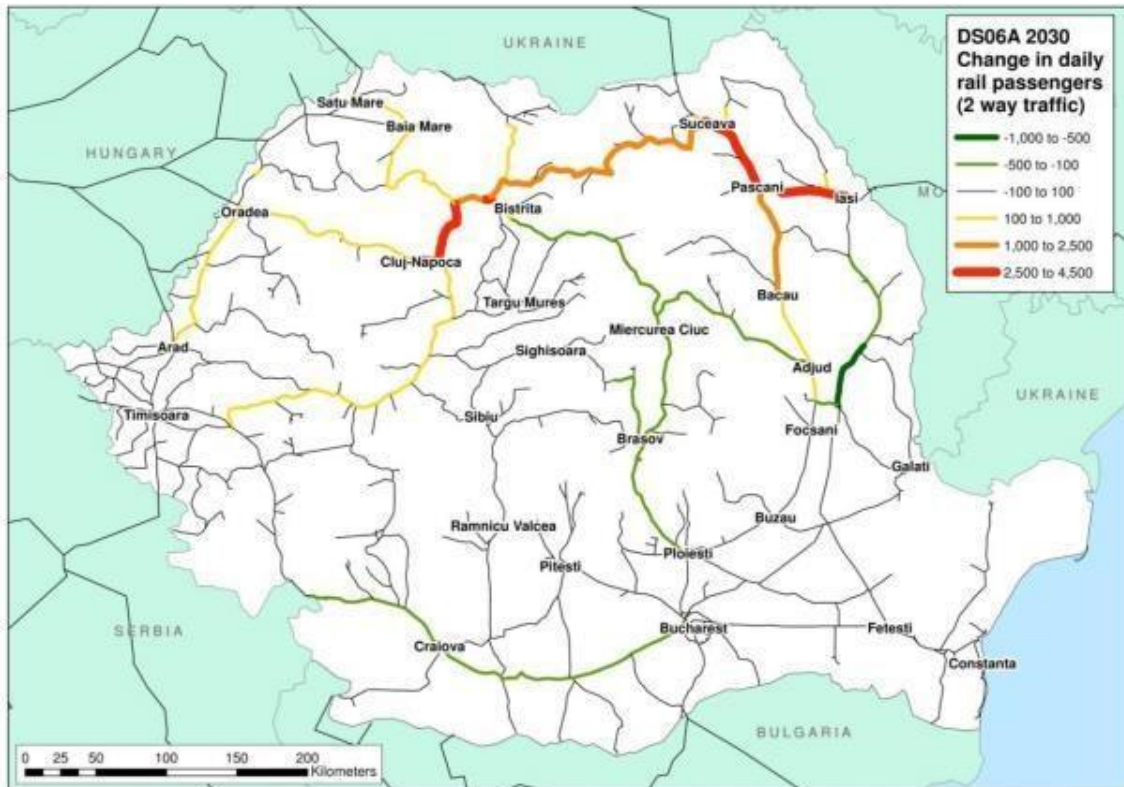 DS06A 2030
Change in daily
rail passengers
(2 way traffic)
-1,000 to -500
-500 to -100
-100 to 100
100 to 1,000
1,000 to 2,500
2,500 to 4,500
UKRAINE
Satu Mare
Baia Mare
Suceava
HUNGARY
Pascani
Iasi
MO
Oradea
Bistrita
Cluj-Napoca
Bacau
Targu Mures
Miercurea Ciuc
Arad
Sighisoara
Adjud
UKRAINE
Timisoara
Sibiu
Focsani
Brasov
Galati
Ramnicu Valcea
Buzau
Ploiesti
Pitesti
SERBIA
Bucharest
Fetesti
Craiova
Constanta
BULGARIA
0 25 50 100 150 200
Kilometers